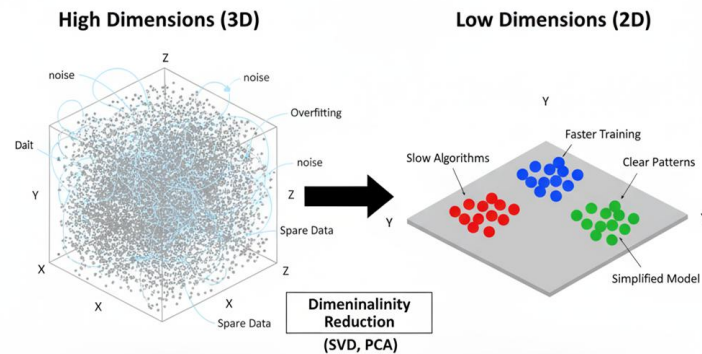 High Dimensions (3D)
Low Dimensions (2D)
Z
noise
noise
Y
Overfitting
Faster Training
Dait
Slow Algorithms
Clear Patterns
noise
Y
Z
Y
Spare Data
X
Z
Simplified Model
X
X
Spare Data
Dimeninalinity
Reduction
(SVD, PCA)